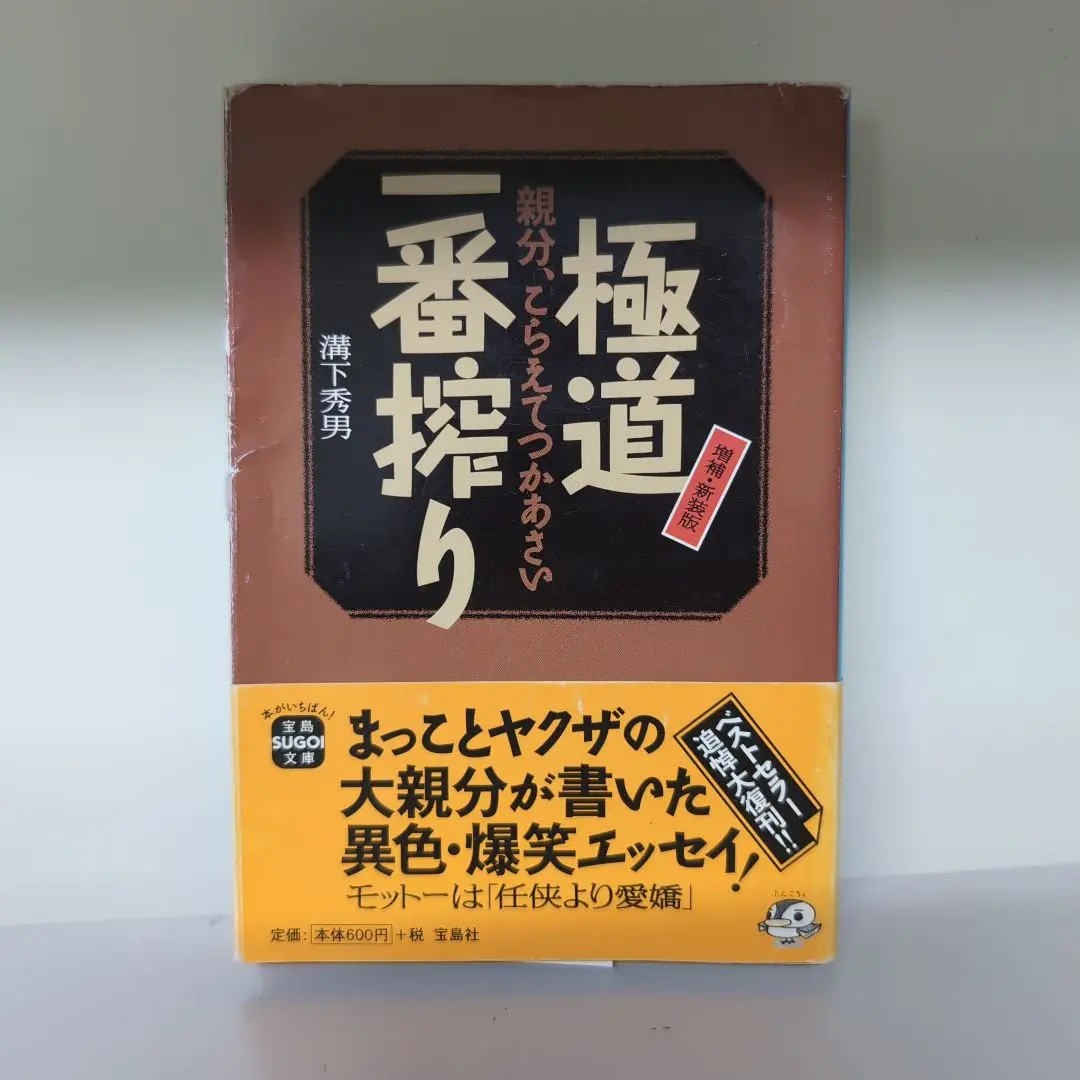 極道
親分、こらえてつかあさい
一番搾り
溝下秀男
増補・新装版
本がいちばん!
宝島
SUGOI
文庫
まっことヤクザの
大親分が書いた
異色・爆笑エッセイ!
モットーは「任侠より愛嬌」
ベストセラー
追悼大復刊!!
定価:本体600円+税 宝島社